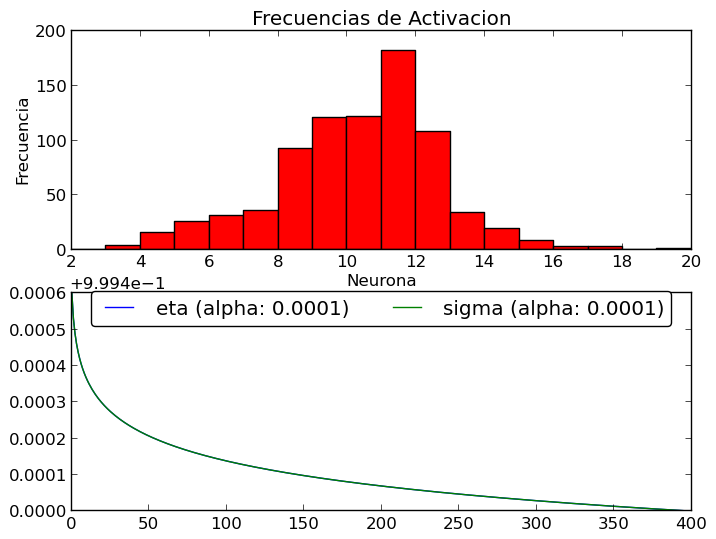 Frecuencias de Activacion
200
150
100
50
0
Frecuencia
2 4 6 8 10 12 14 16 18 20
Neurona
+9.994e−1
eta (alpha: 0.0001) sigma (alpha: 0.0001)
0.0006
0.0005
0.0004
0.0003
0.0002
0.0001
0.0000
0 50 100 150 200 250 300 350 400